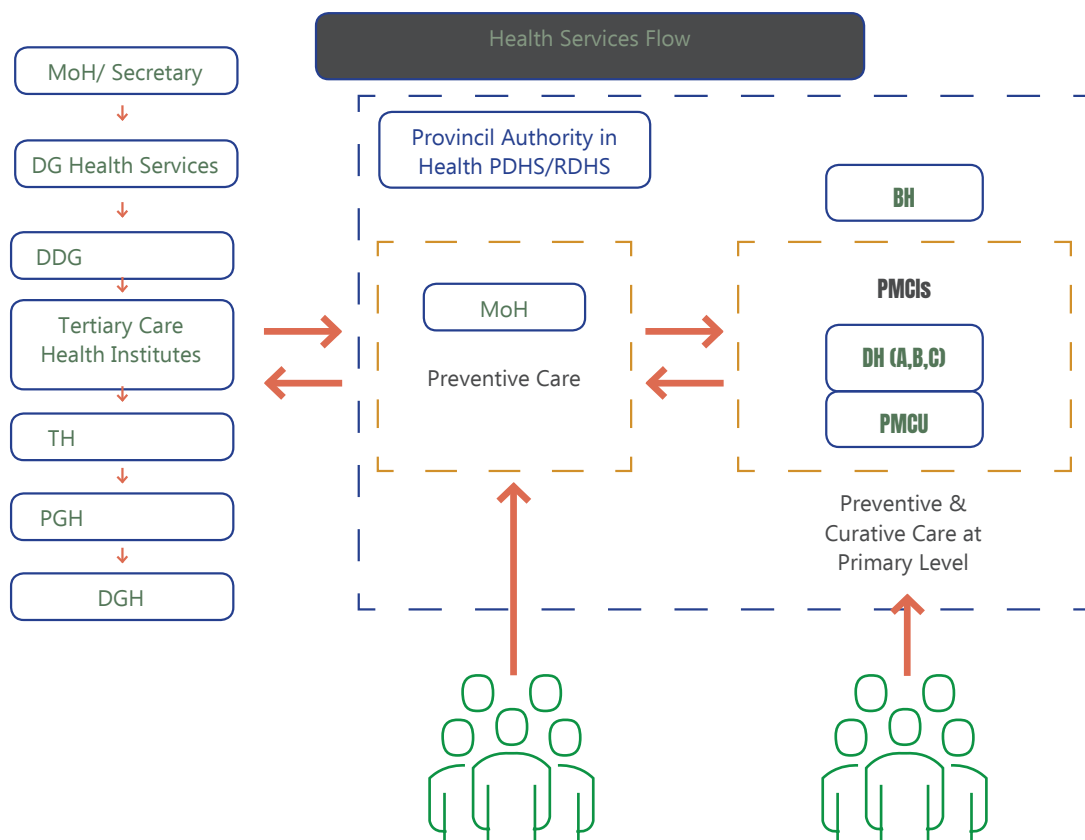 Health Services Flow
MoH/ Secretary
DG Health Services
DDG
Tertiary Care
Health Institutes
TH
PGH
DGH
Provincil Authority in
Health PDHS/RDHS
MoH
Preventive Care
BH
PMCIs
DH (A,B,C)
PMCU
Preventive &
Curative Care at
Primary Level